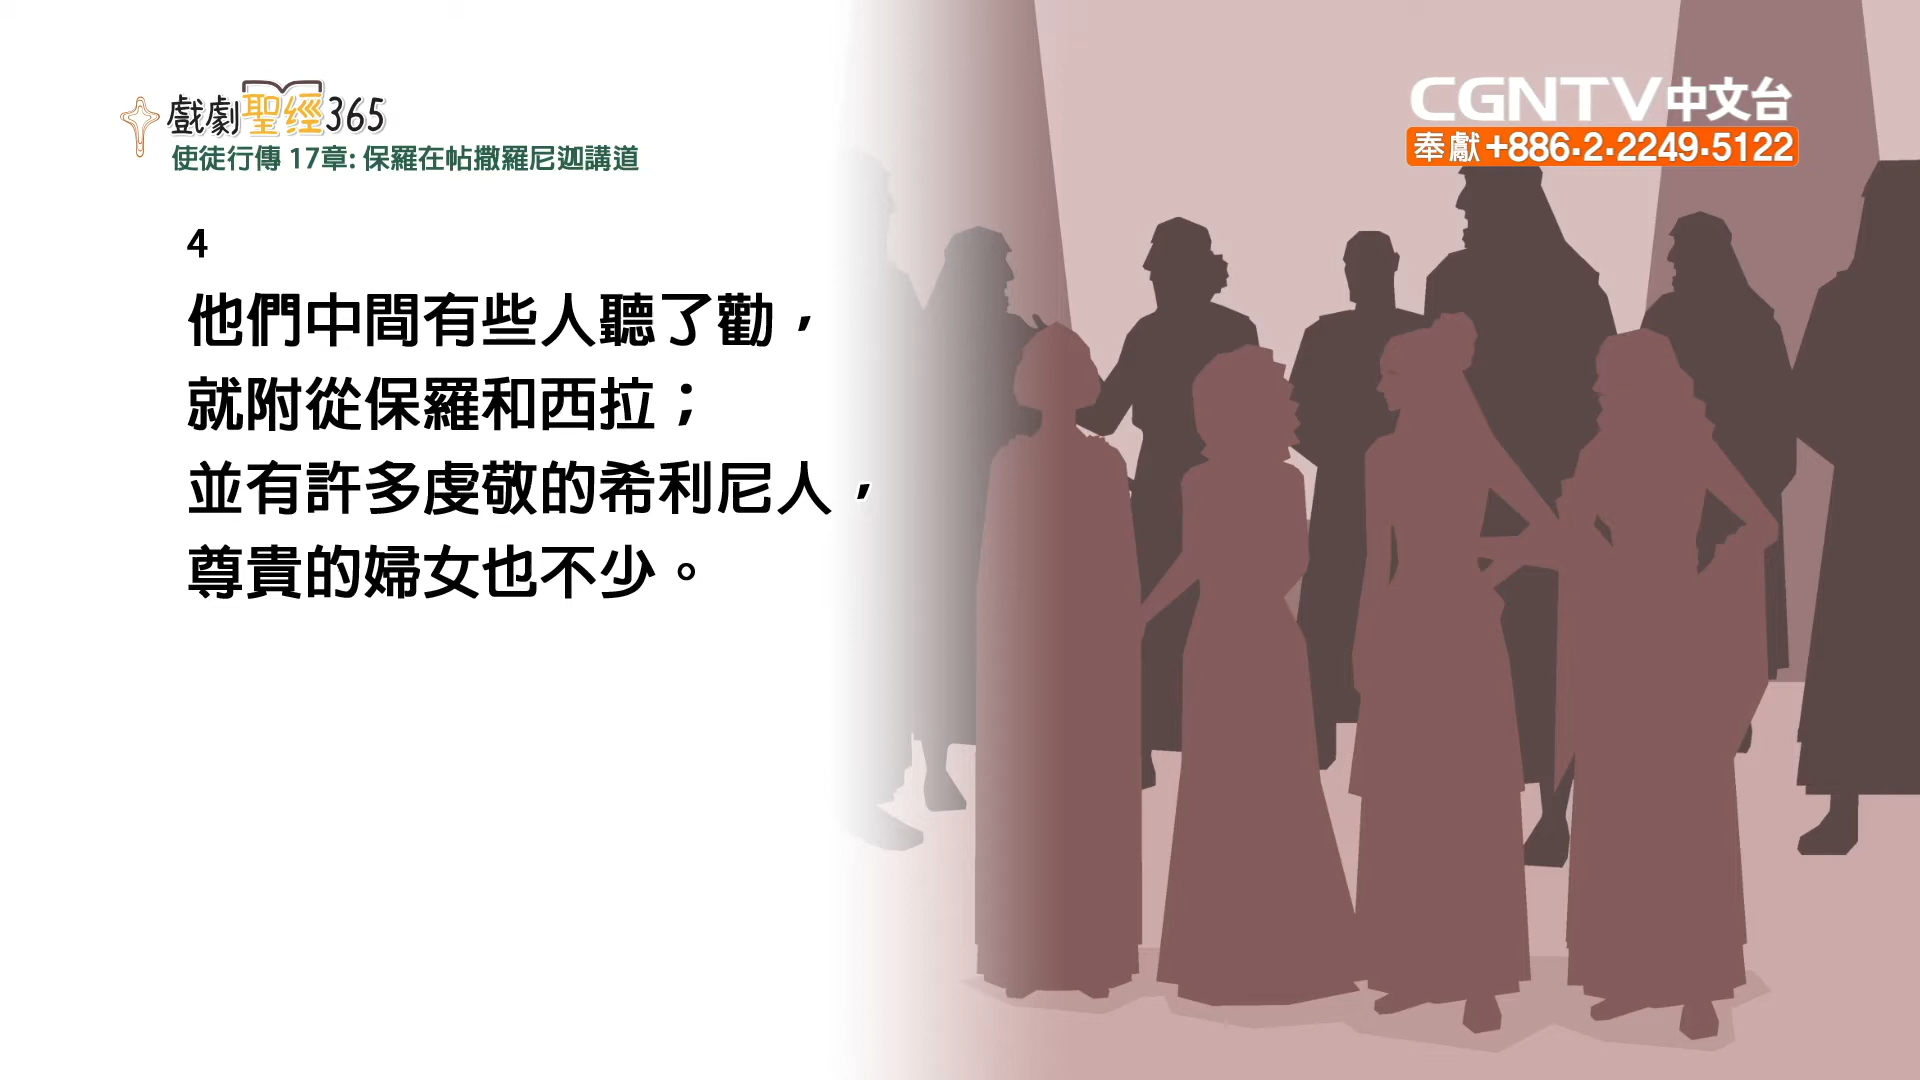 戲劇聖經365
使徒行傳 17章: 保羅在帖撒羅尼迦講道
CGNTV中文台
奉獻 +886·2·2249·5122
4
他們中間有些人聽了勸，
就附從保羅和西拉；
並有許多虔敬的希利尼人，
尊貴的婦女也不少。